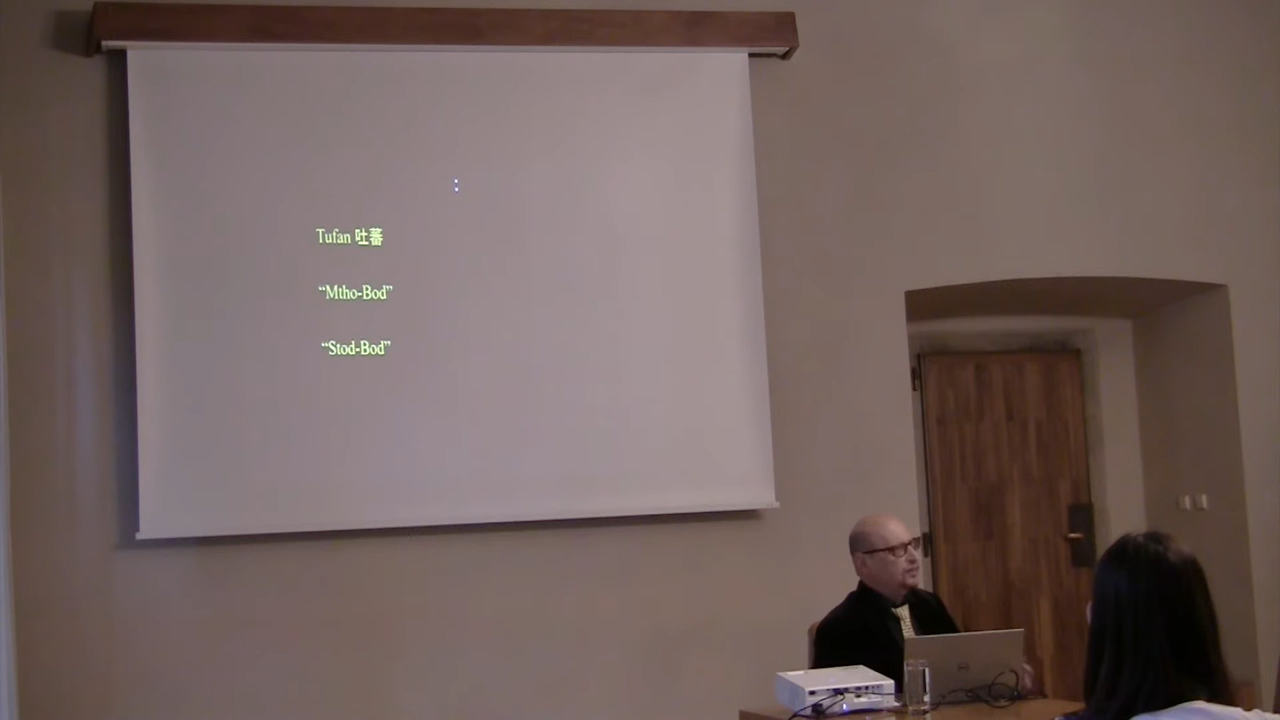 :
Tufan 吐蕃
“Mtho-Bod”
“Stod-Bod”